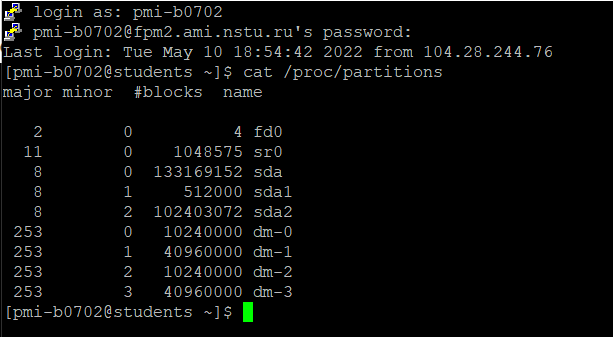 login as: pmi-b0702
pmi-b0702@fpm2.ami.nstu.ru's password:
Last login: Tue May 10 18:54:42 2022 from 104.28.244.76
[pmi-b0702@students ~]$ cat /proc/partitions
major minor  #blocks  name

   2        0          4 fd0
  11        0    1048575 sr0
   8        0  133169152 sda
   8        1     512000 sda1
   8        2  102403072 sda2
 253        0   10240000 dm-0
 253        1   40960000 dm-1
 253        2   10240000 dm-2
 253        3   40960000 dm-3
[pmi-b0702@students ~]$